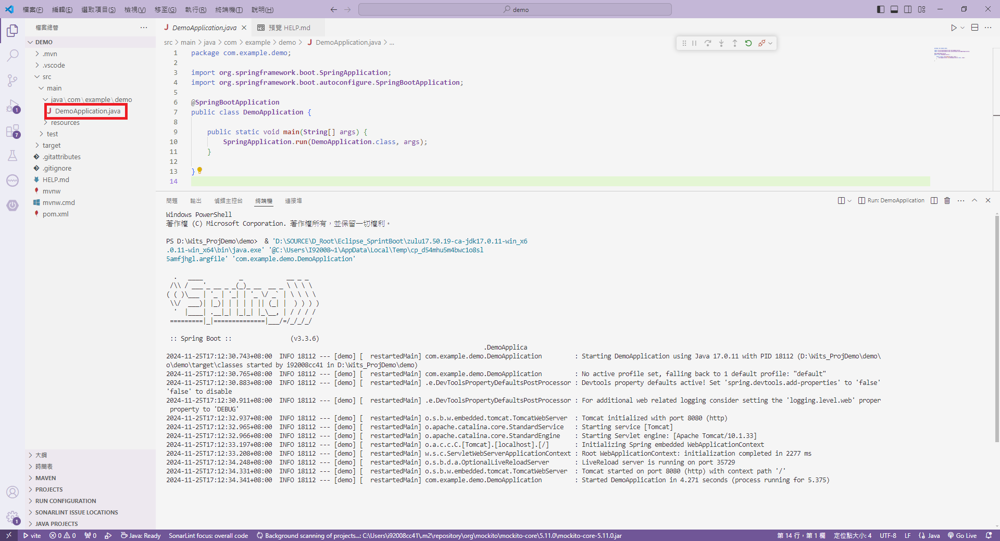 檔案(F) 編輯(E) 選取項目(S) 檢視(V) 移至(G) 執行(R) 終端機(T) 說明(H) demo
檔案總管
DEMO
.mvn
.vscode
src
main
java\com\example\demo
DemoApplication.java
resources
test
target
.gitattributes
.gitignore
HELP.md
mvnw
mvnw.cmd
pom.xml
大綱
時間表
MAVEN
PROJECTS
RUN CONFIGURATION
SONARLINT ISSUE LOCATIONS
JAVA PROJECTS
1
7
1
DemoApplication.java 預覽 HELP.md
src > main > java > com > example > demo > DemoApplication.java > ...
1 package com.example.demo;
2
3 import org.springframework.boot.SpringApplication;
4 import org.springframework.boot.autoconfigure.SpringBootApplication;
5
6 @SpringBootApplication
7 public class DemoApplication {
8
9 public static void main(String[] args) {
10 SpringApplication.run(DemoApplication.class, args);
11 }
12
13 }
14
問題 輸出 偵錯主控台 終端機 連接埠 Run: DemoApplication
Windows PowerShell
著作權 (C) Microsoft Corporation. 著作權所有，並保留一切權利。
PS D:\Wits_ProjDemo\demo> & 'D:\SOURCE\D_Root\Eclipse_SprintBoot\zulu17.50.19-ca-jdk17.0.11-win_x6
.0.11-win_x64\bin\java.exe' '@C:\Users\I92008~1\AppData\Local\Temp\cp_d54mhu5m4bwc1o8sl
5amfjhgl.argfile' 'com.example.demo.DemoApplication'
  .   ____          _            __ _ _
 /\\ / ___'_ __ _ _(_)_ __  __ _ \ \ \ \
( ( )\___ | '_ | '_| | '_ \/ _` | \ \ \ \
 \\/  ___)| |_)| | | | | || (_| |  ) ) ) )
  '  |____| .__|_| |_|_| |_\__, | / / / /
 =========|_|==============|___/=/_/_/_/
:: Spring Boot :: (v3.3.6)
.DemoApplica
2024-11-25T17:12:30.743+08:00 INFO 18112 --- [demo] [ restartedMain] com.example.demo.DemoApplication : Starting DemoApplication using Java 17.0.11 with PID 18112 (D:\Wits_ProjDemo\demo\
o\demo\target\classes started by i92008cc41 in D:\Wits_ProjDemo\demo)
2024-11-25T17:12:30.765+08:00 INFO 18112 --- [demo] [ restartedMain] com.example.demo.DemoApplication : No active profile set, falling back to 1 default profile: "default"
2024-11-25T17:12:30.883+08:00 INFO 18112 --- [demo] [ restartedMain] .e.DevToolsPropertyDefaultsPostProcessor : Devtools property defaults active! Set 'spring.devtools.add-properties' to 'false'
'false' to disable
2024-11-25T17:12:30.911+08:00 INFO 18112 --- [demo] [ restartedMain] .e.DevToolsPropertyDefaultsPostProcessor : For additional web related logging consider setting the 'logging.level.web' proper
property to 'DEBUG'
2024-11-25T17:12:32.937+08:00 INFO 18112 --- [demo] [ restartedMain] o.s.b.w.embedded.tomcat.TomcatWebServer : Tomcat initialized with port 8080 (http)
2024-11-25T17:12:32.965+08:00 INFO 18112 --- [demo] [ restartedMain] o.apache.catalina.core.StandardService : Starting service [Tomcat]
2024-11-25T17:12:32.966+08:00 INFO 18112 --- [demo] [ restartedMain] o.apache.catalina.core.StandardEngine : Starting Servlet engine: [Apache Tomcat/10.1.33]
2024-11-25T17:12:33.197+08:00 INFO 18112 --- [demo] [ restartedMain] o.a.c.c.C.[Tomcat].[localhost].[/] : Initializing Spring embedded WebApplicationContext
2024-11-25T17:12:33.208+08:00 INFO 18112 --- [demo] [ restartedMain] w.s.c.ServletWebServerApplicationContext : Root WebApplicationContext: initialization completed in 2277 ms
2024-11-25T17:12:34.248+08:00 INFO 18112 --- [demo] [ restartedMain] o.s.b.d.a.OptionalLiveReloadServer : LiveReload server is running on port 35729
2024-11-25T17:12:34.331+08:00 INFO 18112 --- [demo] [ restartedMain] o.s.b.w.embedded.tomcat.TomcatWebServer : Tomcat started on port 8080 (http) with context path '/'
2024-11-25T17:12:34.341+08:00 INFO 18112 --- [demo] [ restartedMain] com.example.demo.DemoApplication : Started DemoApplication in 4.271 seconds (process running for 5.375)
vite 0 0 0 Java: Ready SonarLint focus: overall code Background scanning of projects...: C:\Users\i92008cc41\.m2\repository\org\mockito\mockito-core\5.11.0\mockito-core-5.11.0.jar 第 14 行，第 1 欄 定位點大小: 4 UTF-8 LF Java Go Live